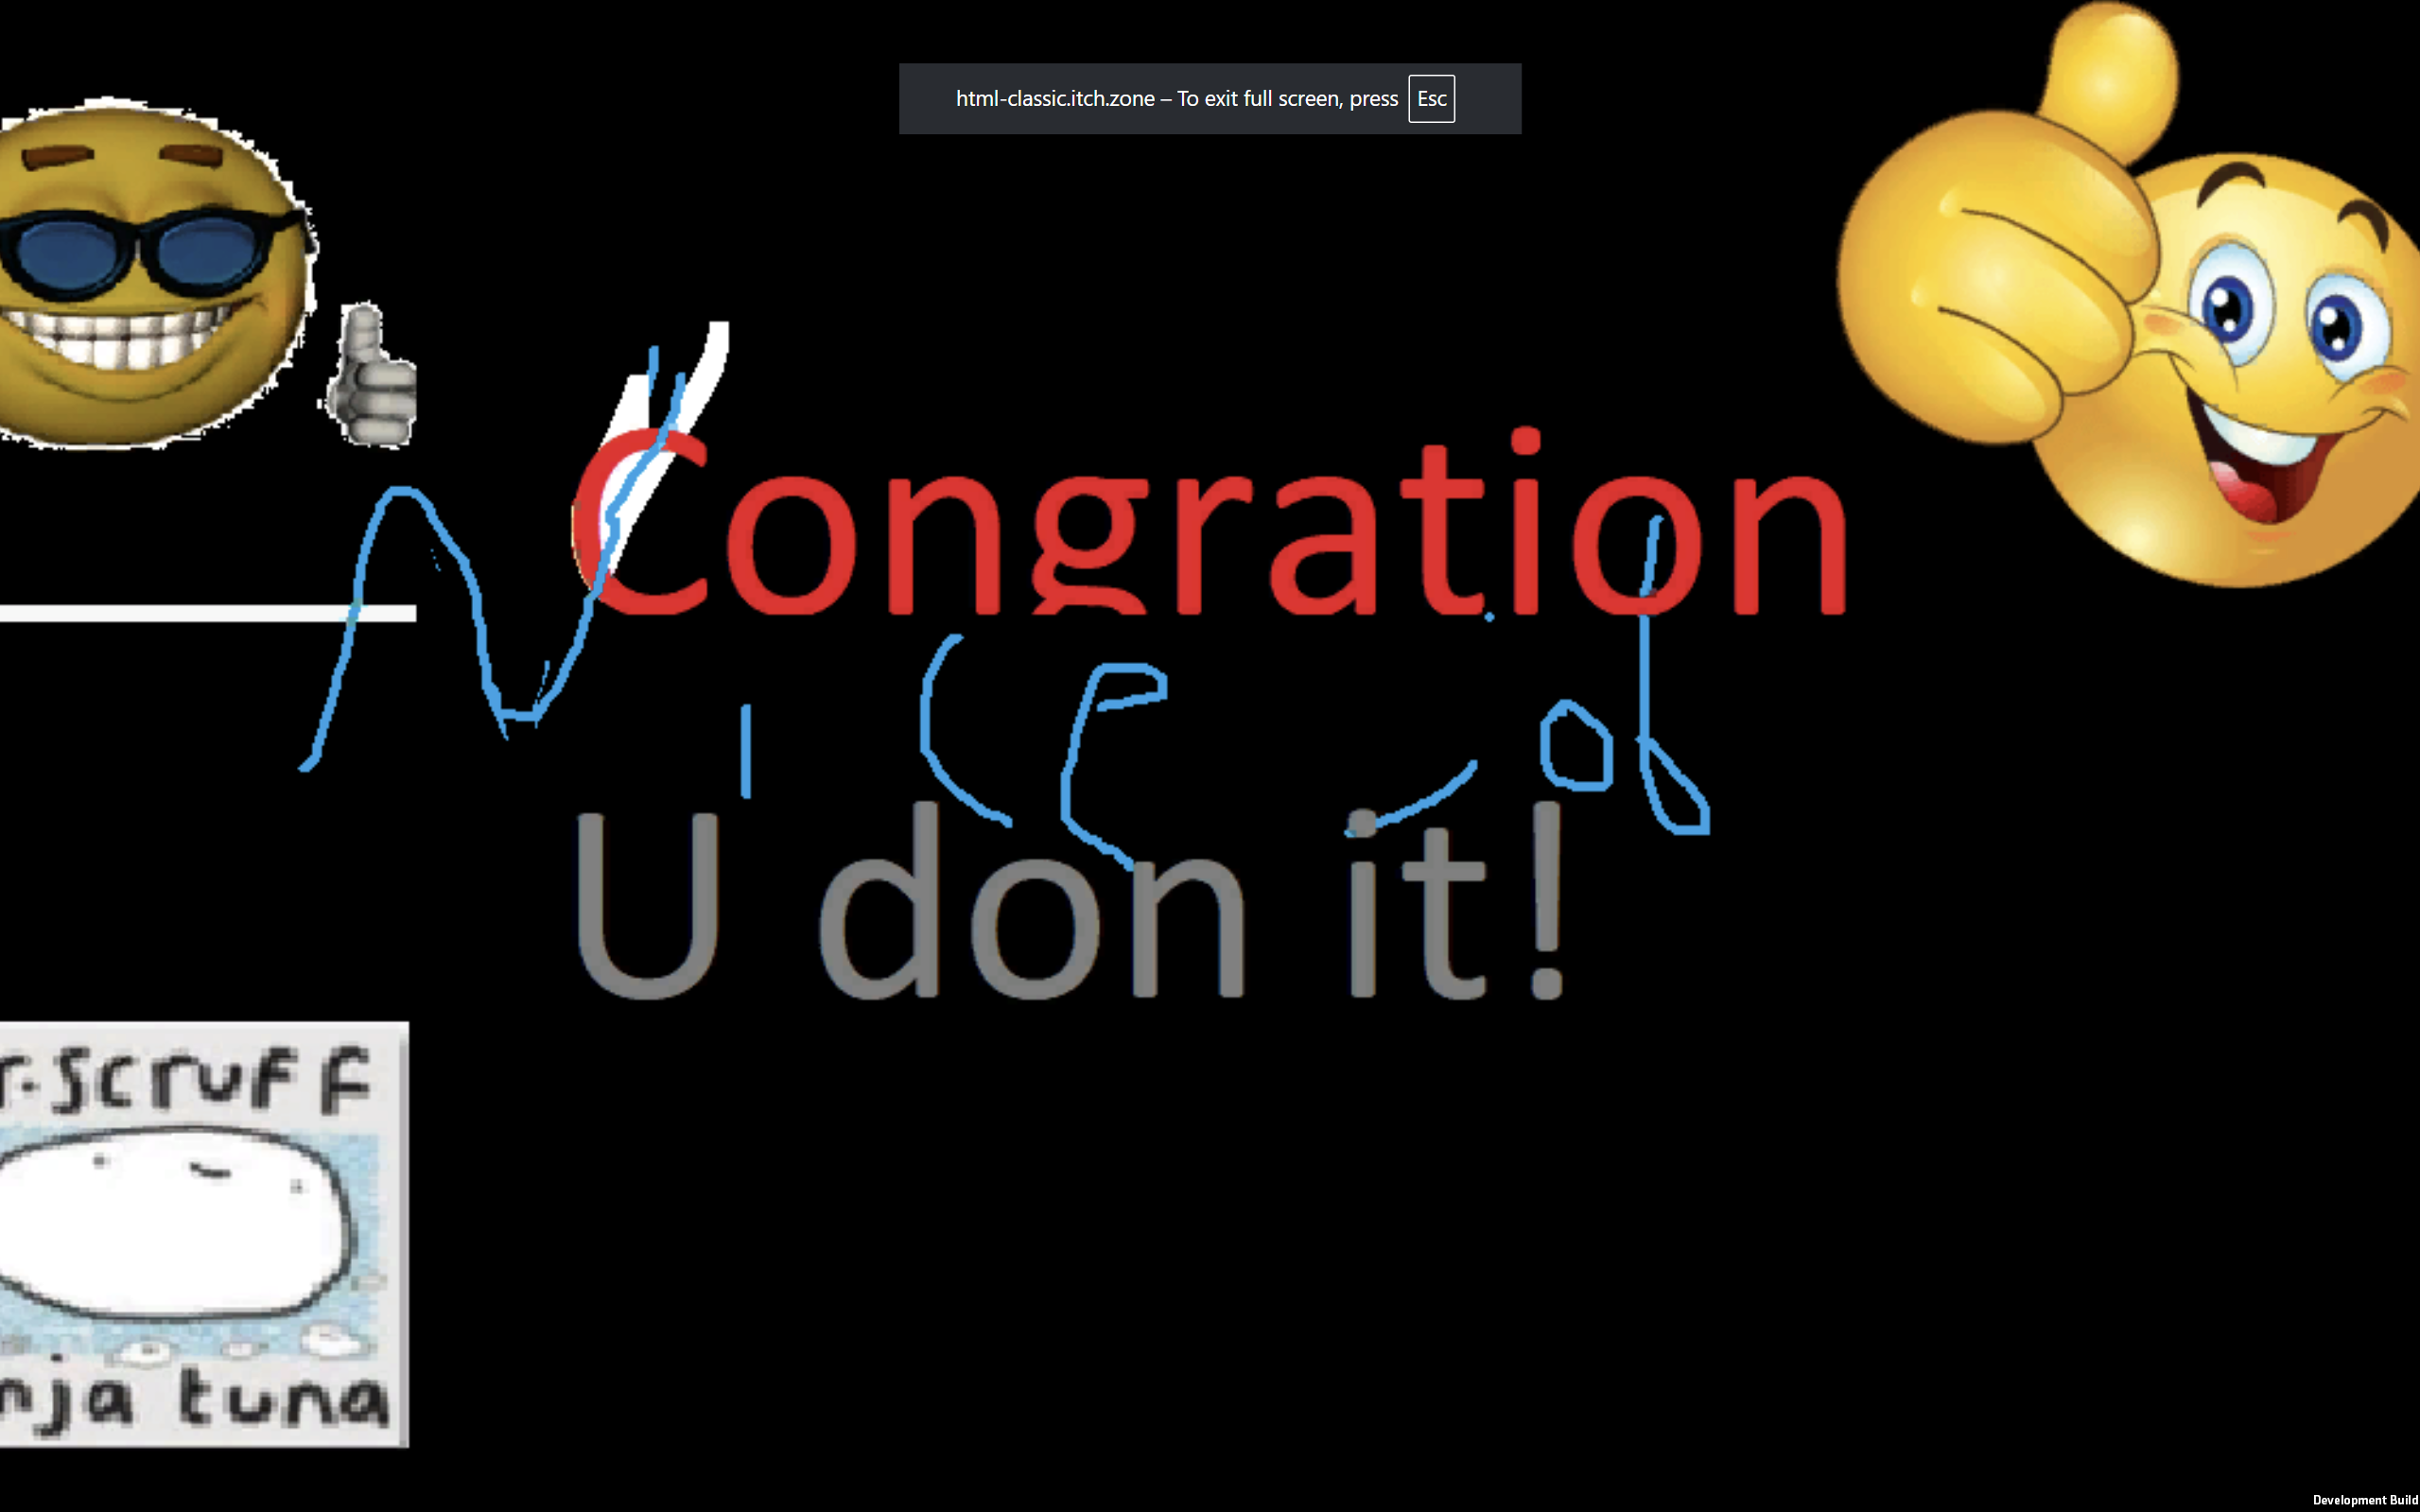 html-classic.itch.zone – To exit full screen, press Esc
Congration
Nice
U don it!
r.scruff
nja tuna
Development Build